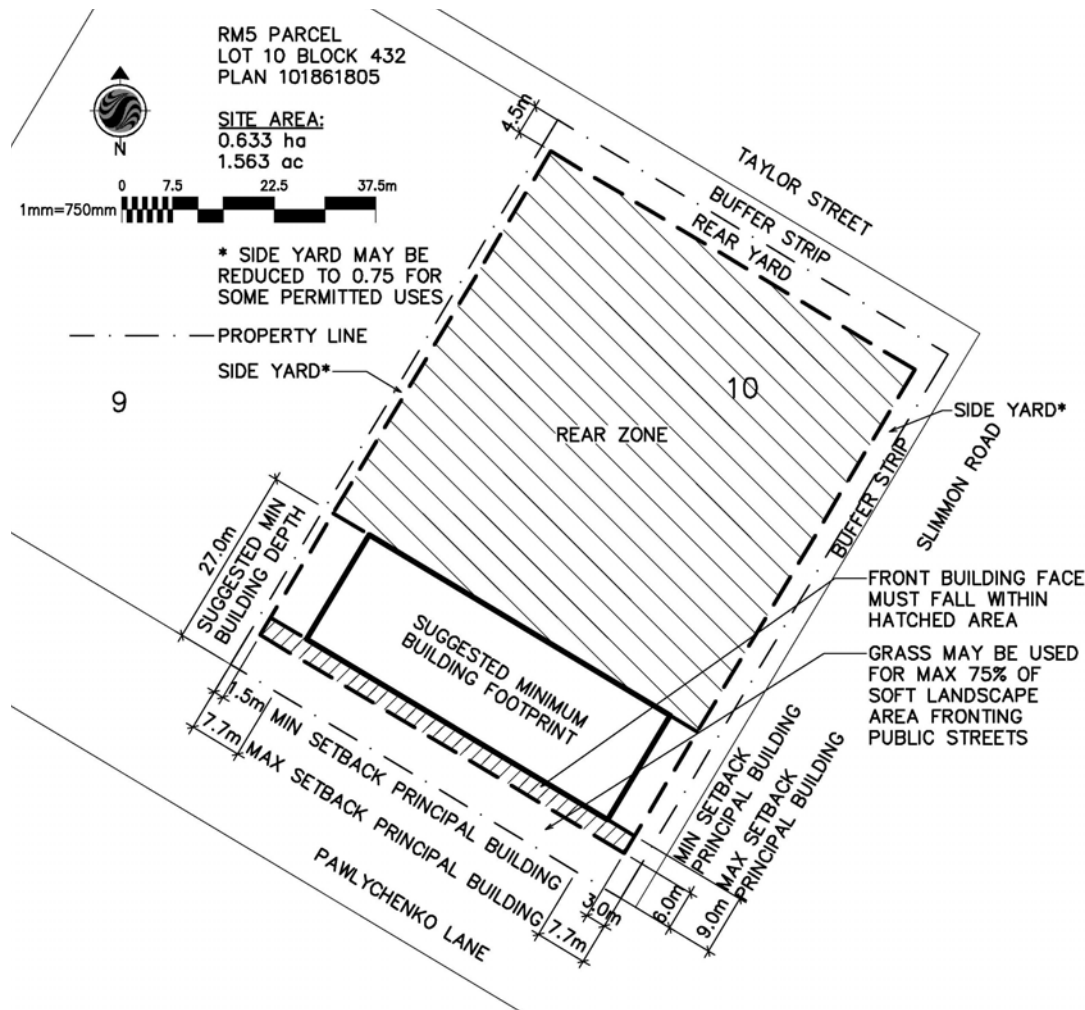 RM5 PARCEL
LOT 10 BLOCK 432
PLAN 101861805
SITE AREA:
0.633 ha
1.563 ac
N
0 7.5 22.5 37.5m
1mm=750mm
* SIDE YARD MAY BE
REDUCED TO 0.75 FOR
SOME PERMITTED USES
PROPERTY LINE
SIDE YARD*
9
4.5m
TAYLOR STREET
BUFFER STRIP
REAR YARD
10
REAR ZONE
SIDE YARD*
BUFFER STRIP
SLIMMON ROAD
27.0m
SUGGESTED MIN
BUILDING DEPTH
SUGGESTED MINIMUM
BUILDING FOOTPRINT
FRONT BUILDING FACE
MUST FALL WITHIN
HATCHED AREA
GRASS MAY BE USED
FOR MAX 75% OF
SOFT LANDSCAPE
AREA FRONTING
PUBLIC STREETS
1.5m
7.7m
MIN SETBACK PRINCIPAL BUILDING
MAX SETBACK PRINCIPAL BUILDING
PAWLYCHENKO LANE
MIN SETBACK
PRINCIPAL BUILDING
MAX SETBACK
PRINCIPAL BUILDING
3.0m
7.7m
6.0m
9.0m